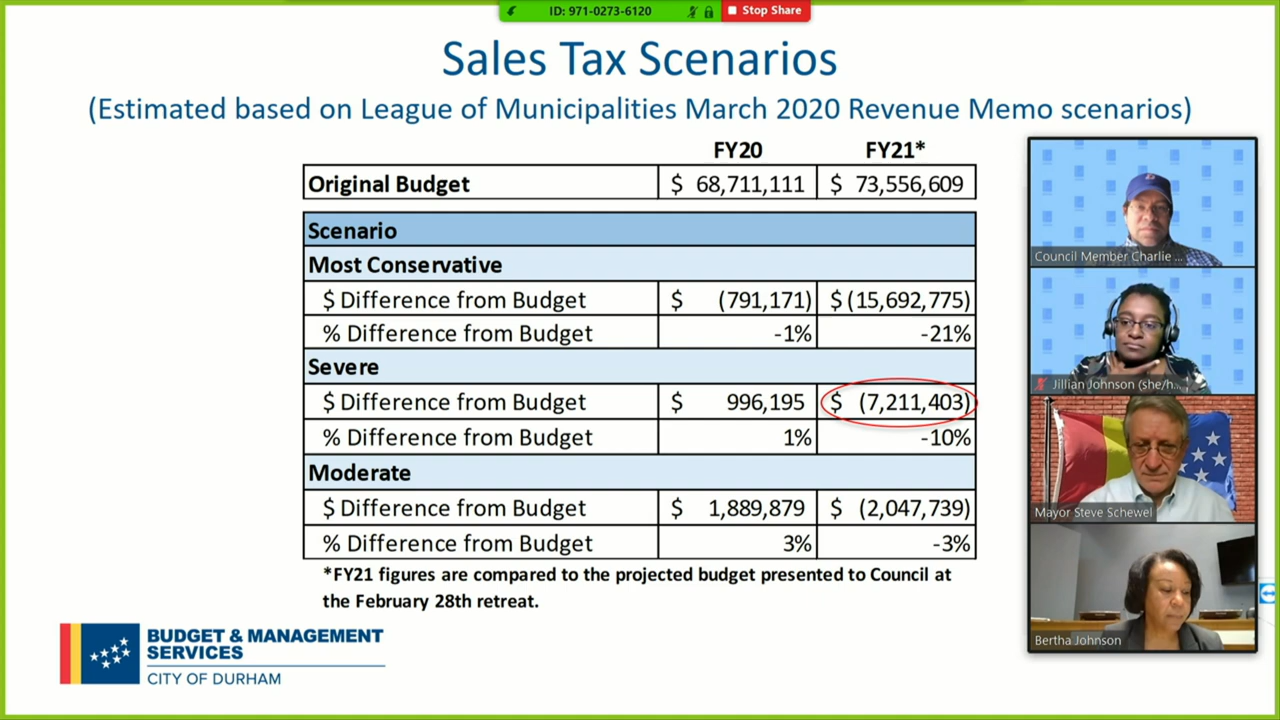 ID: 971-0273-6120 Stop Share
Sales Tax Scenarios
(Estimated based on League of Municipalities March 2020 Revenue Memo scenarios)
FY20 FY21*
Original Budget $ 68,711,111 $ 73,556,609
Scenario
Most Conservative
$ Difference from Budget $ (791,171) $ (15,692,775)
% Difference from Budget -1% -21%
Severe
$ Difference from Budget $ 996,195 $ (7,211,403)
% Difference from Budget 1% -10%
Moderate
$ Difference from Budget $ 1,889,879 $ (2,047,739)
% Difference from Budget 3% -3%
*FY21 figures are compared to the projected budget presented to Council at
the February 28th retreat.
BUDGET & MANAGEMENT
SERVICES
CITY OF DURHAM
Council Member Charlie ...
Jillian Johnson (she/h...
Mayor Steve Schewel
Bertha Johnson